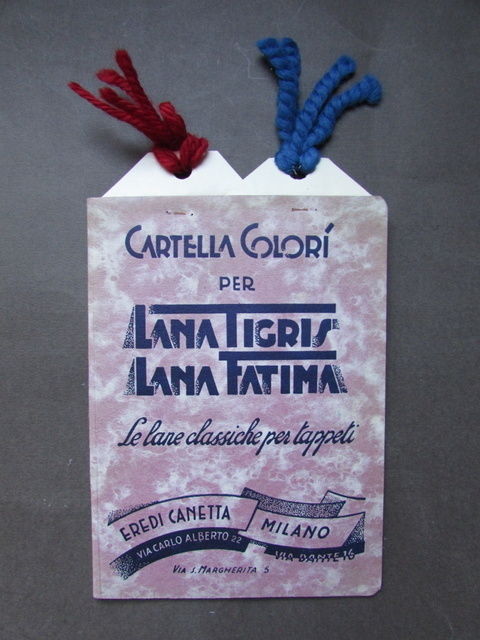 CARTELLA COLORÍ
PER
LANA TIGRIS
LANA FATIMA
Le lane classiche per tappeti
EREDI CANETTA
MILANO
VIA CARLO ALBERTO 22
VIA DANTE 16
VIA S. MARGHERITA 5